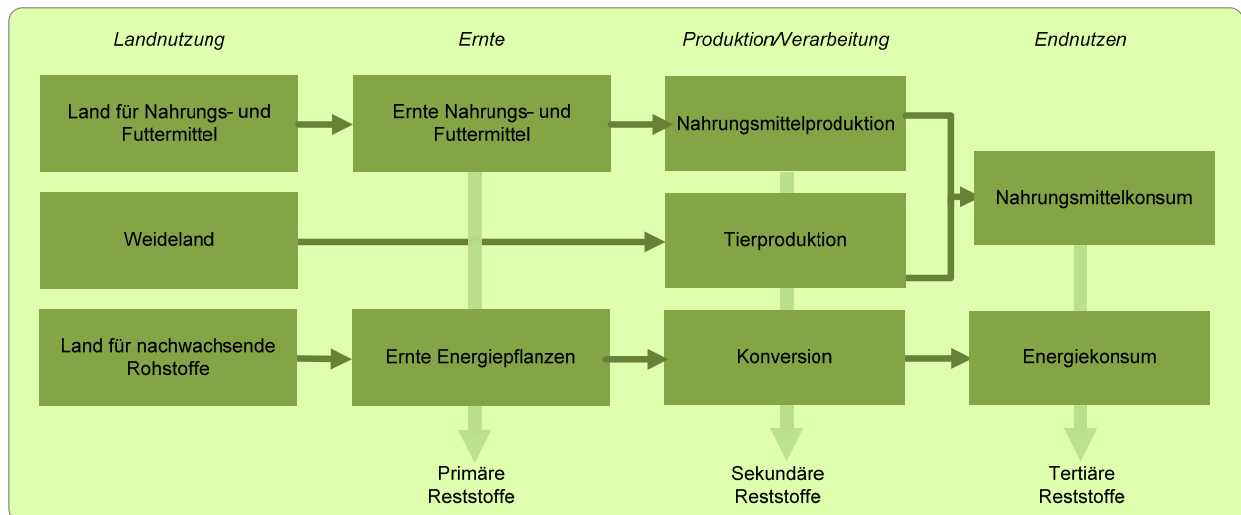 Landnutzung
Ernte
Produktion/Verarbeitung
Endnutzen
Land für Nahrungs- und
Futtermittel
Ernte Nahrungs- und
Futtermittel
Nahrungsmittelproduktion
Nahrungsmittelkonsum
Weideland
Tierproduktion
Land für nachwachsende
Rohstoffe
Ernte Energiepflanzen
Konversion
Energiekonsum
Primäre
Reststoffe
Sekundäre
Reststoffe
Tertiäre
Reststoffe